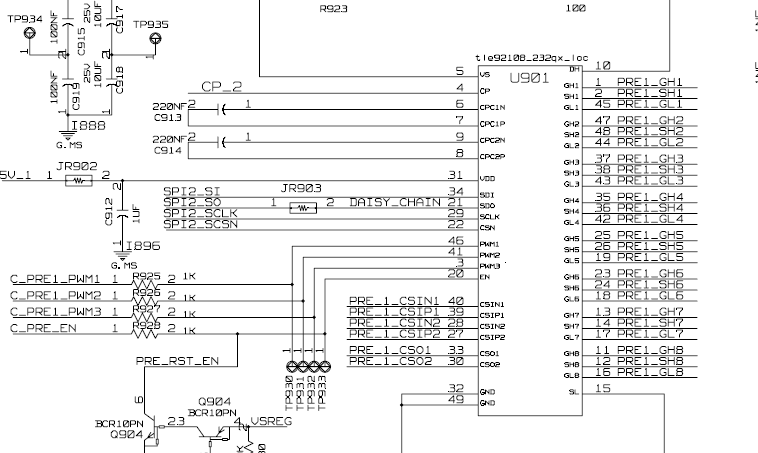 R923 100
TP934
100NF
C915
25V
10UF
C917
TP935
1
2
1
100NF
C919
25V
10UF
C918
I888
G.MS
tle92108_232qx_loc
U901
5 VS
CP_2 4 CP
220NF 2 1 6 CPC1N
C913 7 CPC1P
220NF 2 1 9 CPC2N
C914 8 CPC2P
5V_1 1 JR902 2 31 VDD
C912
1UF
2
1
I896
G.MS
SPI2_SI 34 SDI
SPI2_SO 1 JR903 2 DAISY_CHAIN 21 SDO
SPI2_SCLK 29 SCLK
SPI2_SCSN 22 CSN
46 PWM1
41 PWM2
3 PWM3
20 EN
C_PRE1_PWM1 1 R925 2 1K
C_PRE1_PWM2 1 R926 2 1K
C_PRE1_PWM3 1 R927 2 1K
C_PRE_EN 1 R928 2 1K
PRE_1_CSIN1 40 CSIN1
PRE_1_CSIP1 39 CSIP1
PRE_1_CSIN2 28 CSIN2
PRE_1_CSIP2 27 CSIP2
PRE_1_CSO1 33 CSO1
PRE_1_CSO2 30 CSO2
32 GND
49 GND
DH 10
GH1 1 PRE1_GH1
SH1 2 PRE1_SH1
GL1 45 PRE1_GL1
GH2 47 PRE1_GH2
SH2 48 PRE1_SH2
GL2 44 PRE1_GL2
GH3 37 PRE1_GH3
SH3 38 PRE1_SH3
GL3 43 PRE1_GL3
GH4 35 PRE1_GH4
SH4 36 PRE1_SH4
GL4 42 PRE1_GL4
GH5 25 PRE1_GH5
SH5 26 PRE1_SH5
GL5 19 PRE1_GL5
GH6 23 PRE1_GH6
SH6 24 PRE1_SH6
GL6 18 PRE1_GL6
GH7 13 PRE1_GH7
SH7 14 PRE1_SH7
GL7 17 PRE1_GL7
GH8 11 PRE1_GH8
SH8 12 PRE1_SH8
GL8 16 PRE1_GL8
SL 15
PRE_RST_EN
1 1 1 1
TP930
TP931
TP932
TP933
6
BCR10PN
Q904
Q904
BCR10PN
2 3
4
VSREG